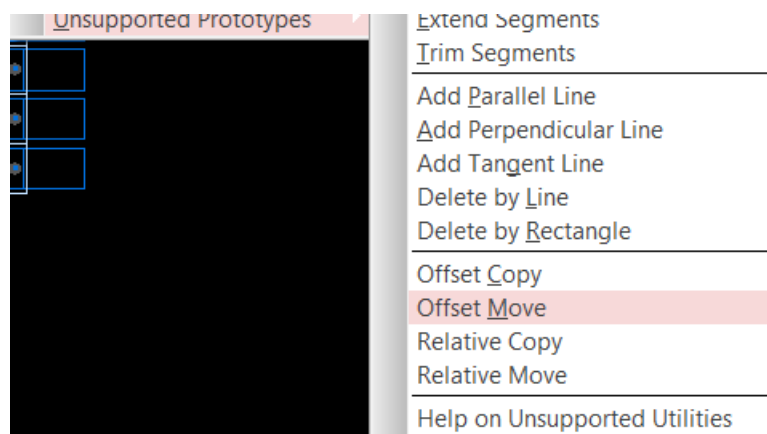 Unsupported Prototypes
Extend Segments
Trim Segments
Add Parallel Line
Add Perpendicular Line
Add Tangent Line
Delete by Line
Delete by Rectangle
Offset Copy
Offset Move
Relative Copy
Relative Move
Help on Unsupported Utilities